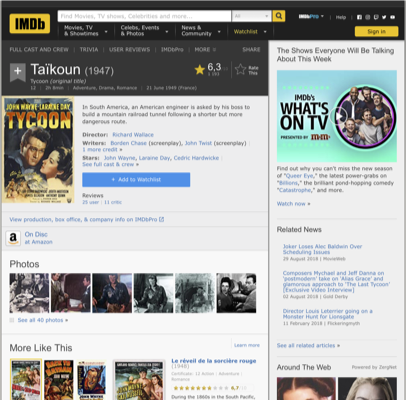 IMDb
Find Movies, TV shows, Celebrities and more...
All
Movies, TV
& Showtimes
Celebs, Events
& Photos
News &
Community
Watchlist
IMDbPro
Help
Sign in
FULL CAST AND CREW | TRIVIA | USER REVIEWS | IMDbPro | MORE
SHARE
Taïkoun (1947)
Tycoon (original title)
12 | 2h 8min | Adventure, Drama, Romance | 21 June 1949 (France)
6,3
Rate
This
JOHN WAYNE · LARAINE DAY
TYCOON
In South America, an American engineer is asked by his boss to
build a mountain railroad tunnel following a shorter but more
dangerous route.
Director: Richard Wallace
Writers: Borden Chase (screenplay), John Twist (screenplay)
1 more credit »
Stars: John Wayne, Laraine Day, Cedric Hardwicke
See full cast & crew »
+ Add to Watchlist
Reviews
25 user | 11 critic
View production, box office, & company info on IMDbPro
a
On Disc
at Amazon
Photos
See all 40 photos »
More Like This
Learn more
Le réveil de la sorcière rouge
(1948)
Adventure
Romance
6,7
During the 1860s in the South Pacific,
The Shows Everyone Will Be Talking
About This Week
IMDb's
WHAT'S
ON TV
PRESENTED BY m&m's
Find out why you can't miss the new season
of "Queer Eye," the latest power-grabs on
"Billions," the brilliant pond-hopping comedy
"Catastrophe," and more.
Watch now »
Related News
Joker Loses Alec Baldwin Over
Scheduling Issues
29 August 2018 | MovieWeb
Composers Mychael and Jeff Danna on
'postmodern' take on 'Alias Grace' and
glamorous approach to 'The Last Tycoon'
[Exclusive Video Interview]
02 August 2018 | Gold Derby
Director Louis Leterrier going on a
Monster Hunt for Lionsgate
11 February 2018 | Flickeringmyth
See all related articles »
Around The Web
Powered by ZergNet